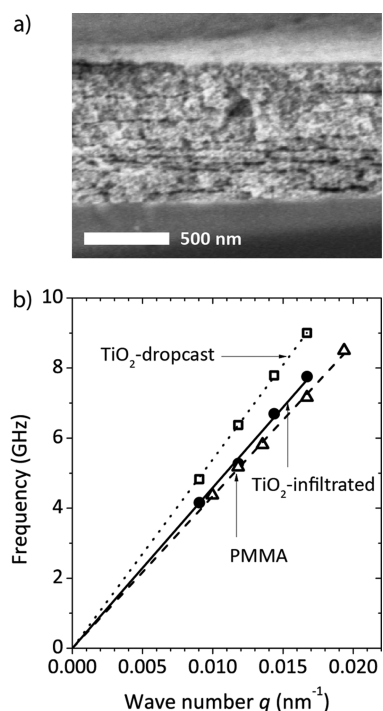 a)
500 nm
b)
10
8
6
4
2
0
Frequency (GHz)
TiO₂-dropcast
TiO₂-infiltrated
PMMA
0.000 0.005 0.010 0.015 0.020
Wave number q (nm⁻¹)